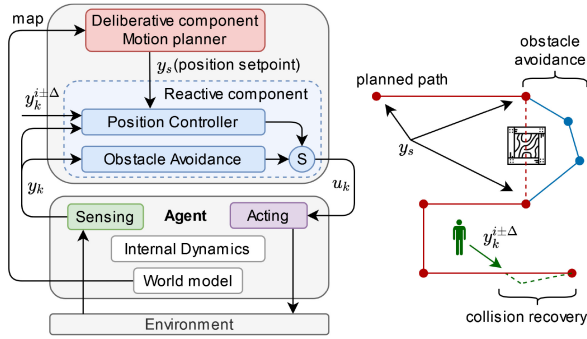 map
Deliberative component
Motion planner
y_s (position setpoint)
Reactive component
y_k^{i±Δ}
Position Controller
Obstacle Avoidance
S
y_k
u_k
Sensing
Agent
Acting
Internal Dynamics
World model
Environment
obstacle
avoidance
planned path
y_s
y_k^{i±Δ}
collision recovery